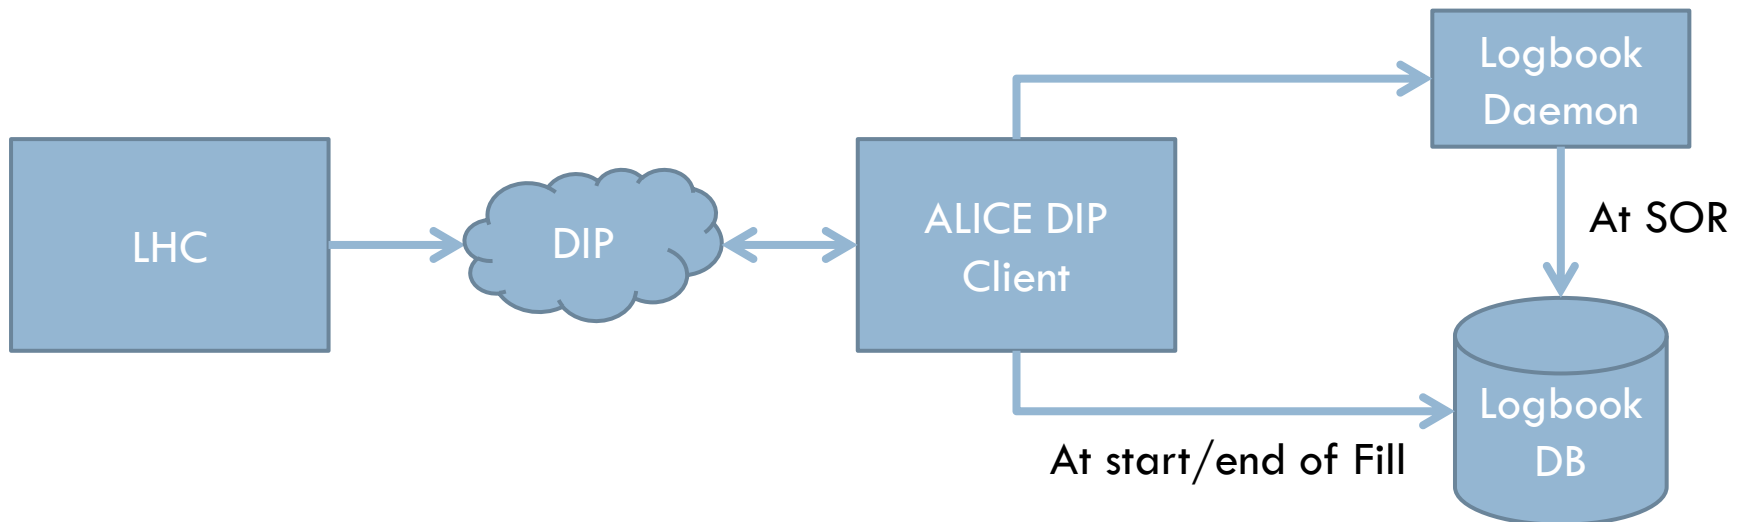 LHC
DIP
ALICE DIP
Client
Logbook
Daemon
At SOR
At start/end of Fill
Logbook
DB